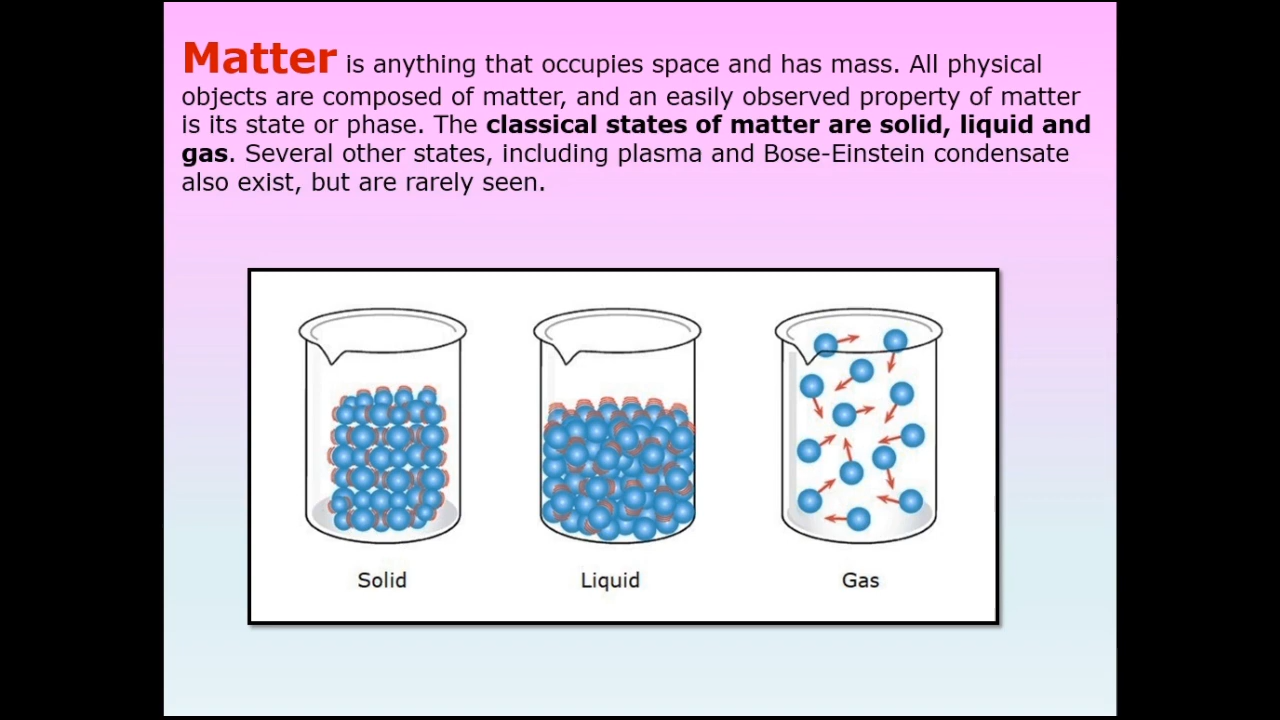 Matter is anything that occupies space and has mass. All physical
objects are composed of matter, and an easily observed property of matter
is its state or phase. The classical states of matter are solid, liquid and
gas. Several other states, including plasma and Bose-Einstein condensate
also exist, but are rarely seen.
Solid
Liquid
Gas